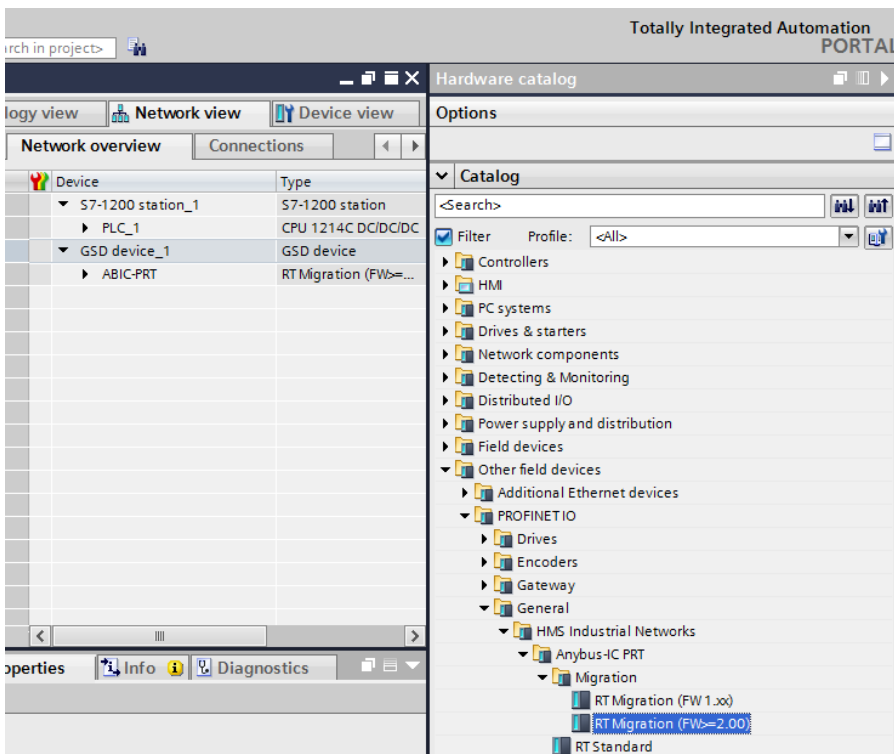 Totally Integrated Automation
PORTAL
arch in project>
Hardware catalog
logy view
Network view
Device view
Options
Network overview
Connections
Device
Type
Catalog
S7-1200 station_1
S7-1200 station
<Search>
PLC_1
CPU 1214C DC/DC/DC
Filter
Profile:
<All>
GSD device_1
GSD device
ABIC-PRT
RT Migration (FW>=...
Controllers
HMI
PC systems
Drives & starters
Network components
Detecting & Monitoring
Distributed I/O
Power supply and distribution
Field devices
Other field devices
Additional Ethernet devices
PROFINET IO
Drives
Encoders
Gateway
General
HMS Industrial Networks
Anybus-IC PRT
Migration
RT Migration (FW 1.xx)
RT Migration (FW>=2.00)
RT Standard
operties
Info
Diagnostics